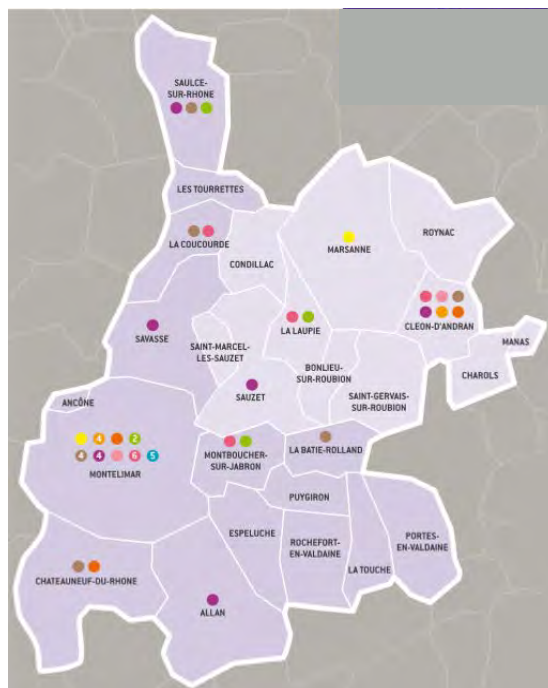 SAULCE-
SUR-RHONE
LES TOURRETTES
LA COUCOURDE
CONDILLAC
MARSANNE
ROYNAC
CLEON-D'ANDRAN
MANAS
CHAROLS
SAVASSE
SAINT-MARCEL-
LES-SAUZET
LA LAUPIE
BONLIEU-
SUR-ROUBION
SAINT-GERVAIS-
SUR-ROUBION
SAUZET
ANCÔNE
4 2
4 4 6 5
MONTELIMAR
MONTBOUCHER-
SUR-JABRON
LA BATIE-ROLLAND
PUYGIRON
ESPELUCHE
ROCHEFORT-
EN-VALDAINE
LA TOUCHE
PORTES-
EN-VALDAINE
CHATEAUNEUF-DU-RHONE
ALLAN